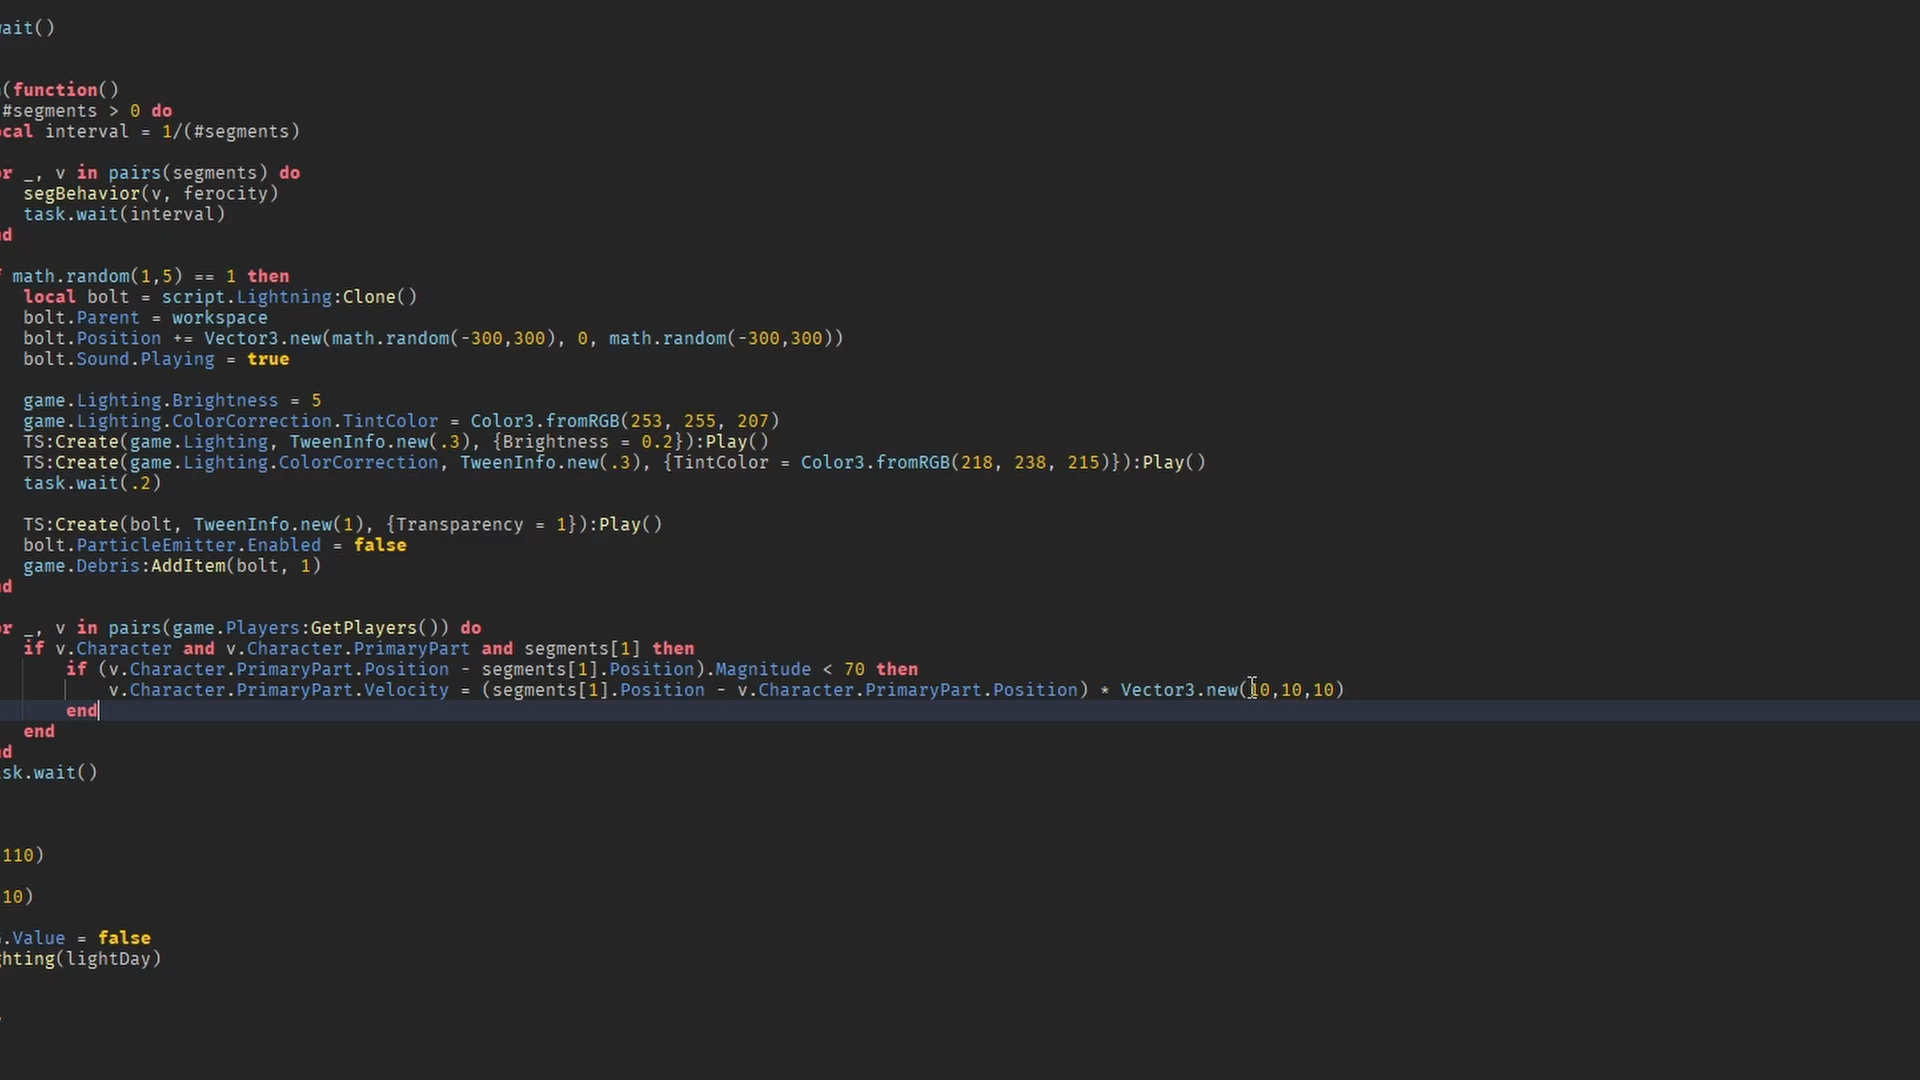 ait()
(function()
#segments > 0 do
cal interval = 1/(#segments)
r _, v in pairs(segments) do
segBehavior(v, ferocity)
task.wait(interval)
d
math.random(1,5) == 1 then
local bolt = script.Lightning:Clone()
bolt.Parent = workspace
bolt.Position += Vector3.new(math.random(-300,300), 0, math.random(-300,300))
bolt.Sound.Playing = true
game.Lighting.Brightness = 5
game.Lighting.ColorCorrection.TintColor = Color3.fromRGB(253, 255, 207)
TS:Create(game.Lighting, TweenInfo.new(.3), {Brightness = 0.2}):Play()
TS:Create(game.Lighting.ColorCorrection, TweenInfo.new(.3), {TintColor = Color3.fromRGB(218, 238, 215)}):Play()
task.wait(.2)
TS:Create(bolt, TweenInfo.new(1), {Transparency = 1}):Play()
bolt.ParticleEmitter.Enabled = false
game.Debris:AddItem(bolt, 1)
d
r _, v in pairs(game.Players:GetPlayers()) do
if v.Character and v.Character.PrimaryPart and segments[1] then
if (v.Character.PrimaryPart.Position - segments[1].Position).Magnitude < 70 then
v.Character.PrimaryPart.Velocity = (segments[1].Position - v.Character.PrimaryPart.Position) * Vector3.new(10,10,10)
end
end
d
sk.wait()
110)
10)
.Value = false
hting(lightDay)